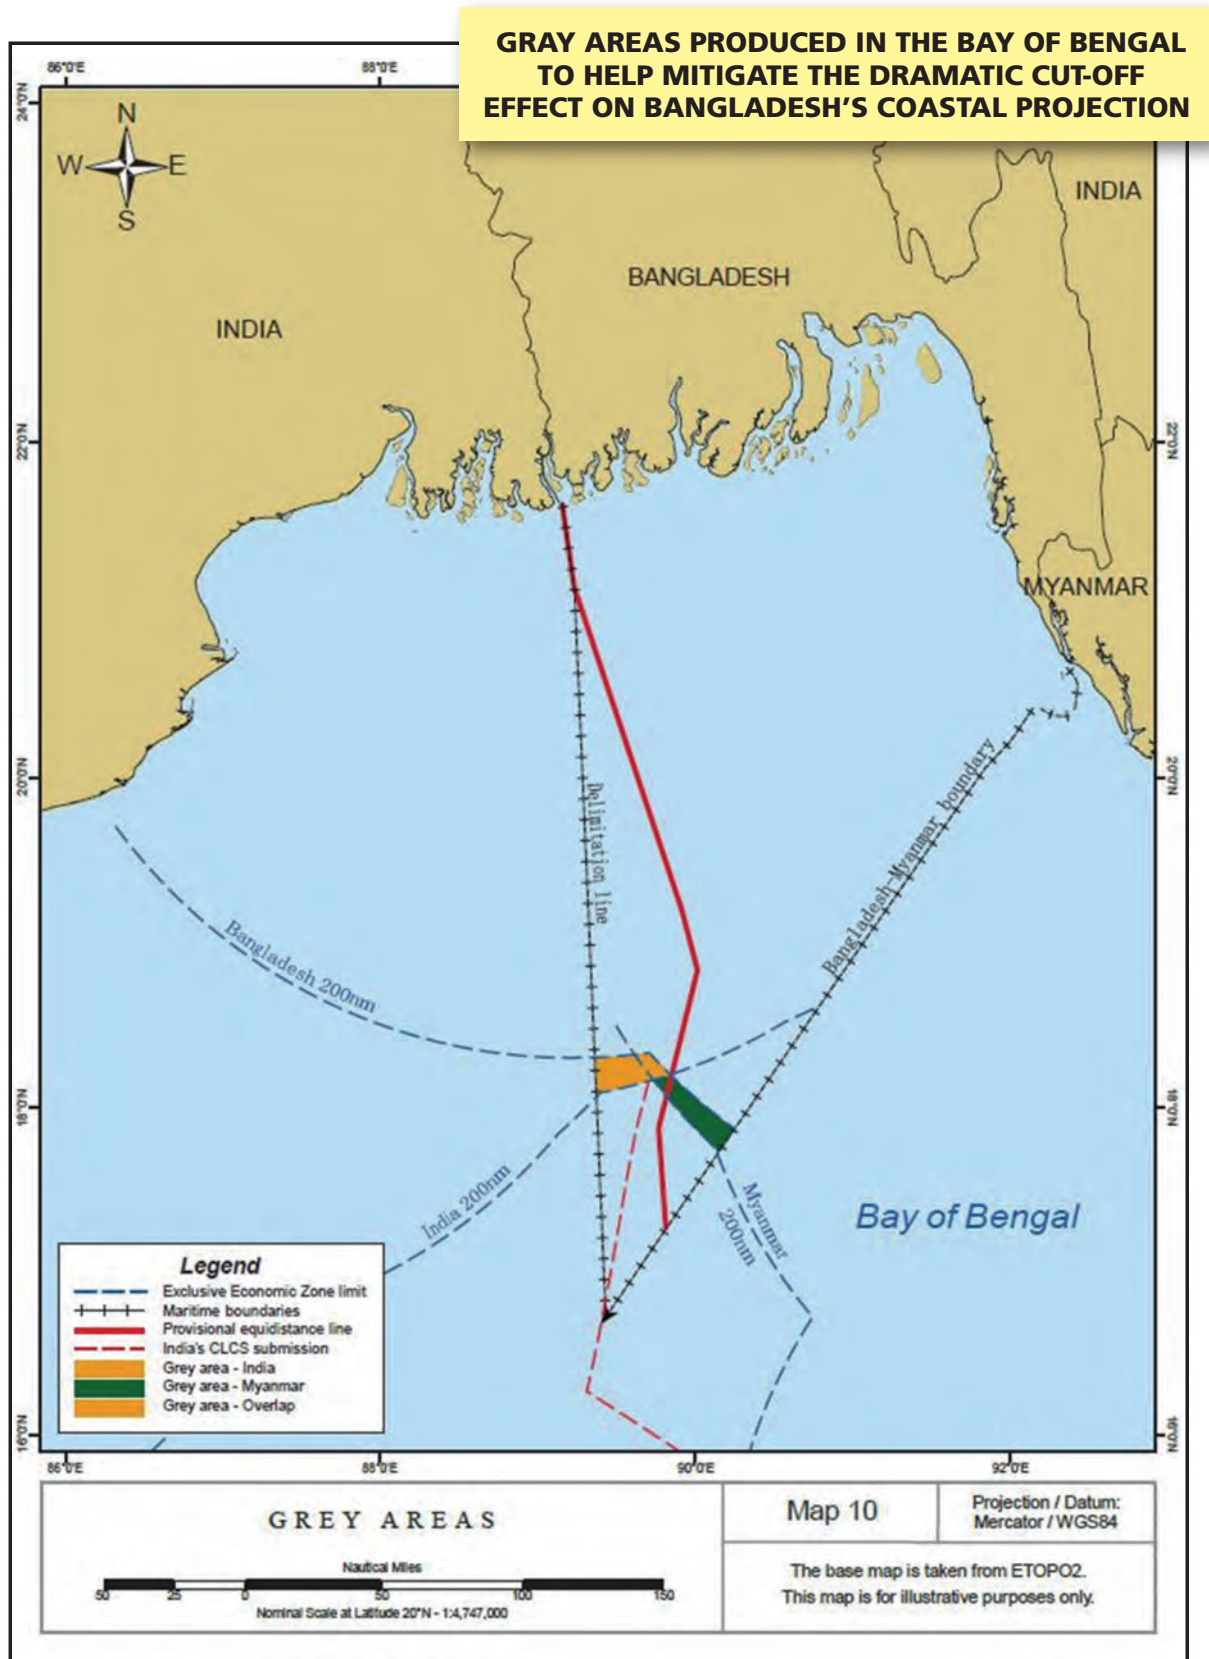 GRAY AREAS PRODUCED IN THE BAY OF BENGAL
TO HELP MITIGATE THE DRAMATIC CUT-OFF
EFFECT ON BANGLADESH'S COASTAL PROJECTION
86°0'E
88°0'E
24°0'N
N
W
E
S
INDIA
BANGLADESH
INDIA
22°0'N
22°0'N
MYANMAR
20°0'N
20°0'N
Delimitation line
Bangladesh-Myanmar boundary
Bangladesh 200nm
18°0'N
18°0'N
India 200nm
Myanmar
200nm
Bay of Bengal
Legend
Exclusive Economic Zone limit
Maritime boundaries
Provisional equidistance line
India's CLCS submission
Grey area - India
Grey area - Myanmar
Grey area - Overlap
16°0'N
16°0'N
86°0'E
88°0'E
90°0'E
92°0'E
GREY AREAS
Nautical Miles
50 25 0 50 100 150
Nominal Scale at Latitude 20°N - 1:4,747,000
Map 10
Projection / Datum:
Mercator / WGS84
The base map is taken from ETOPO2.
This map is for illustrative purposes only.